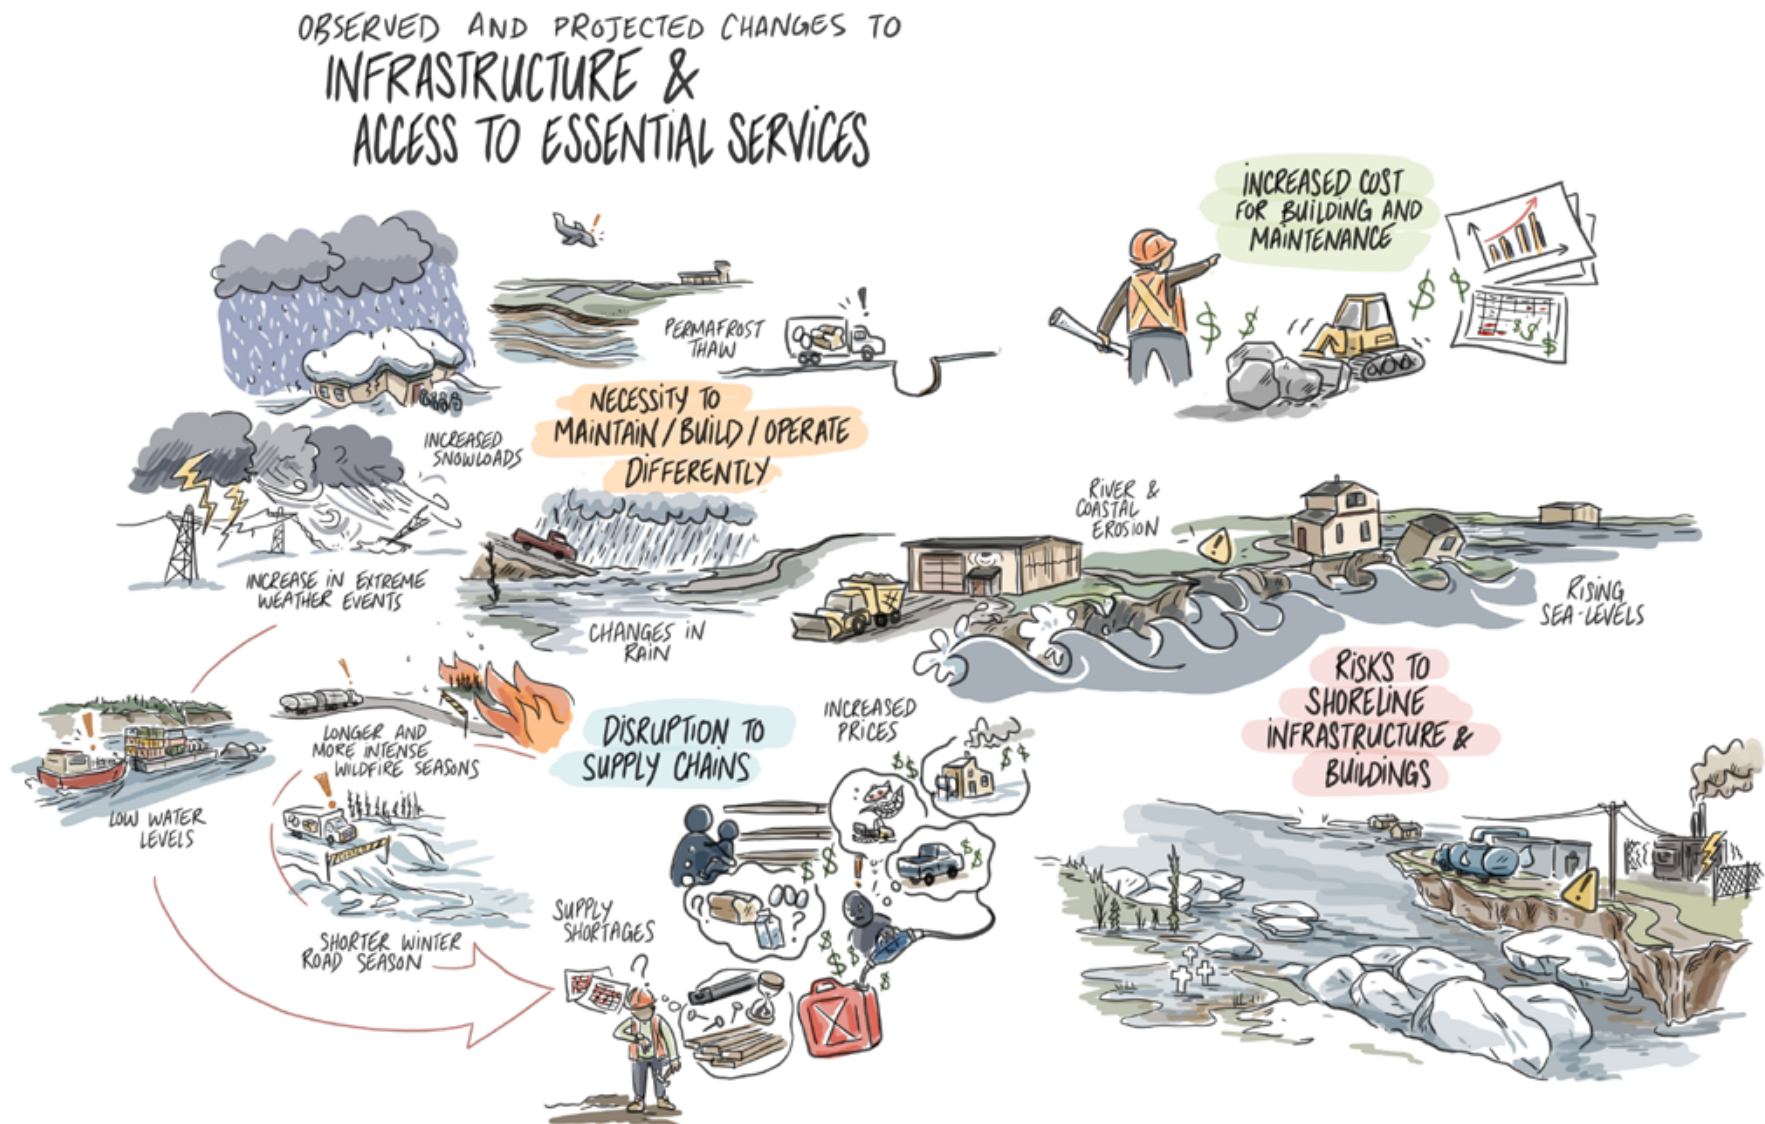 OBSERVED AND PROJECTED CHANGES TO
INFRASTRUCTURE &
ACCESS TO ESSENTIAL SERVICES
INCREASED COST
FOR BUILDING AND
MAINTENANCE
PERMAFROST
THAW
NECESSITY TO
MAINTAIN / BUILD / OPERATE
DIFFERENTLY
INCREASED
SNOWLOADS
INCREASE IN EXTREME
WEATHER EVENTS
CHANGES IN
RAIN
RIVER &
COASTAL
EROSION
RISING
SEA-LEVELS
RISKS TO
SHORELINE
INFRASTRUCTURE &
BUILDINGS
DISRUPTION TO
SUPPLY CHAINS
INCREASED
PRICES
LONGER AND
MORE INTENSE
WILDFIRE SEASONS
LOW WATER
LEVELS
SHORTER WINTER
ROAD SEASON
SUPPLY
SHORTAGES